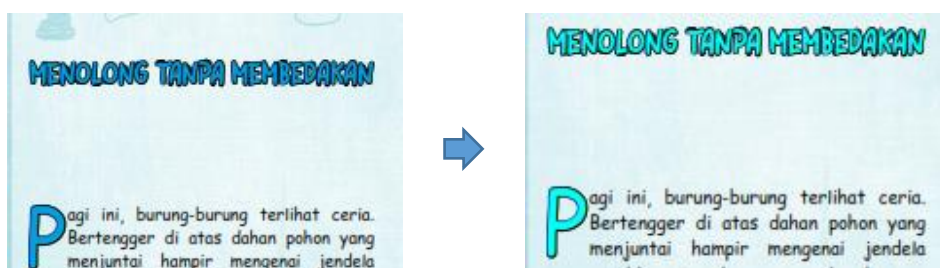 MENOLONG TANPA MEMBEDAKAN
Pagi ini, burung-burung terlihat ceria.
Bertengger di atas dahan pohon yang
menjuntai hampir mengenai jendela
MENOLONG TANPA MEMBEDAKAN
Pagi ini, burung-burung terlihat ceria.
Bertengger di atas dahan pohon yang
menjuntai hampir mengenai jendela